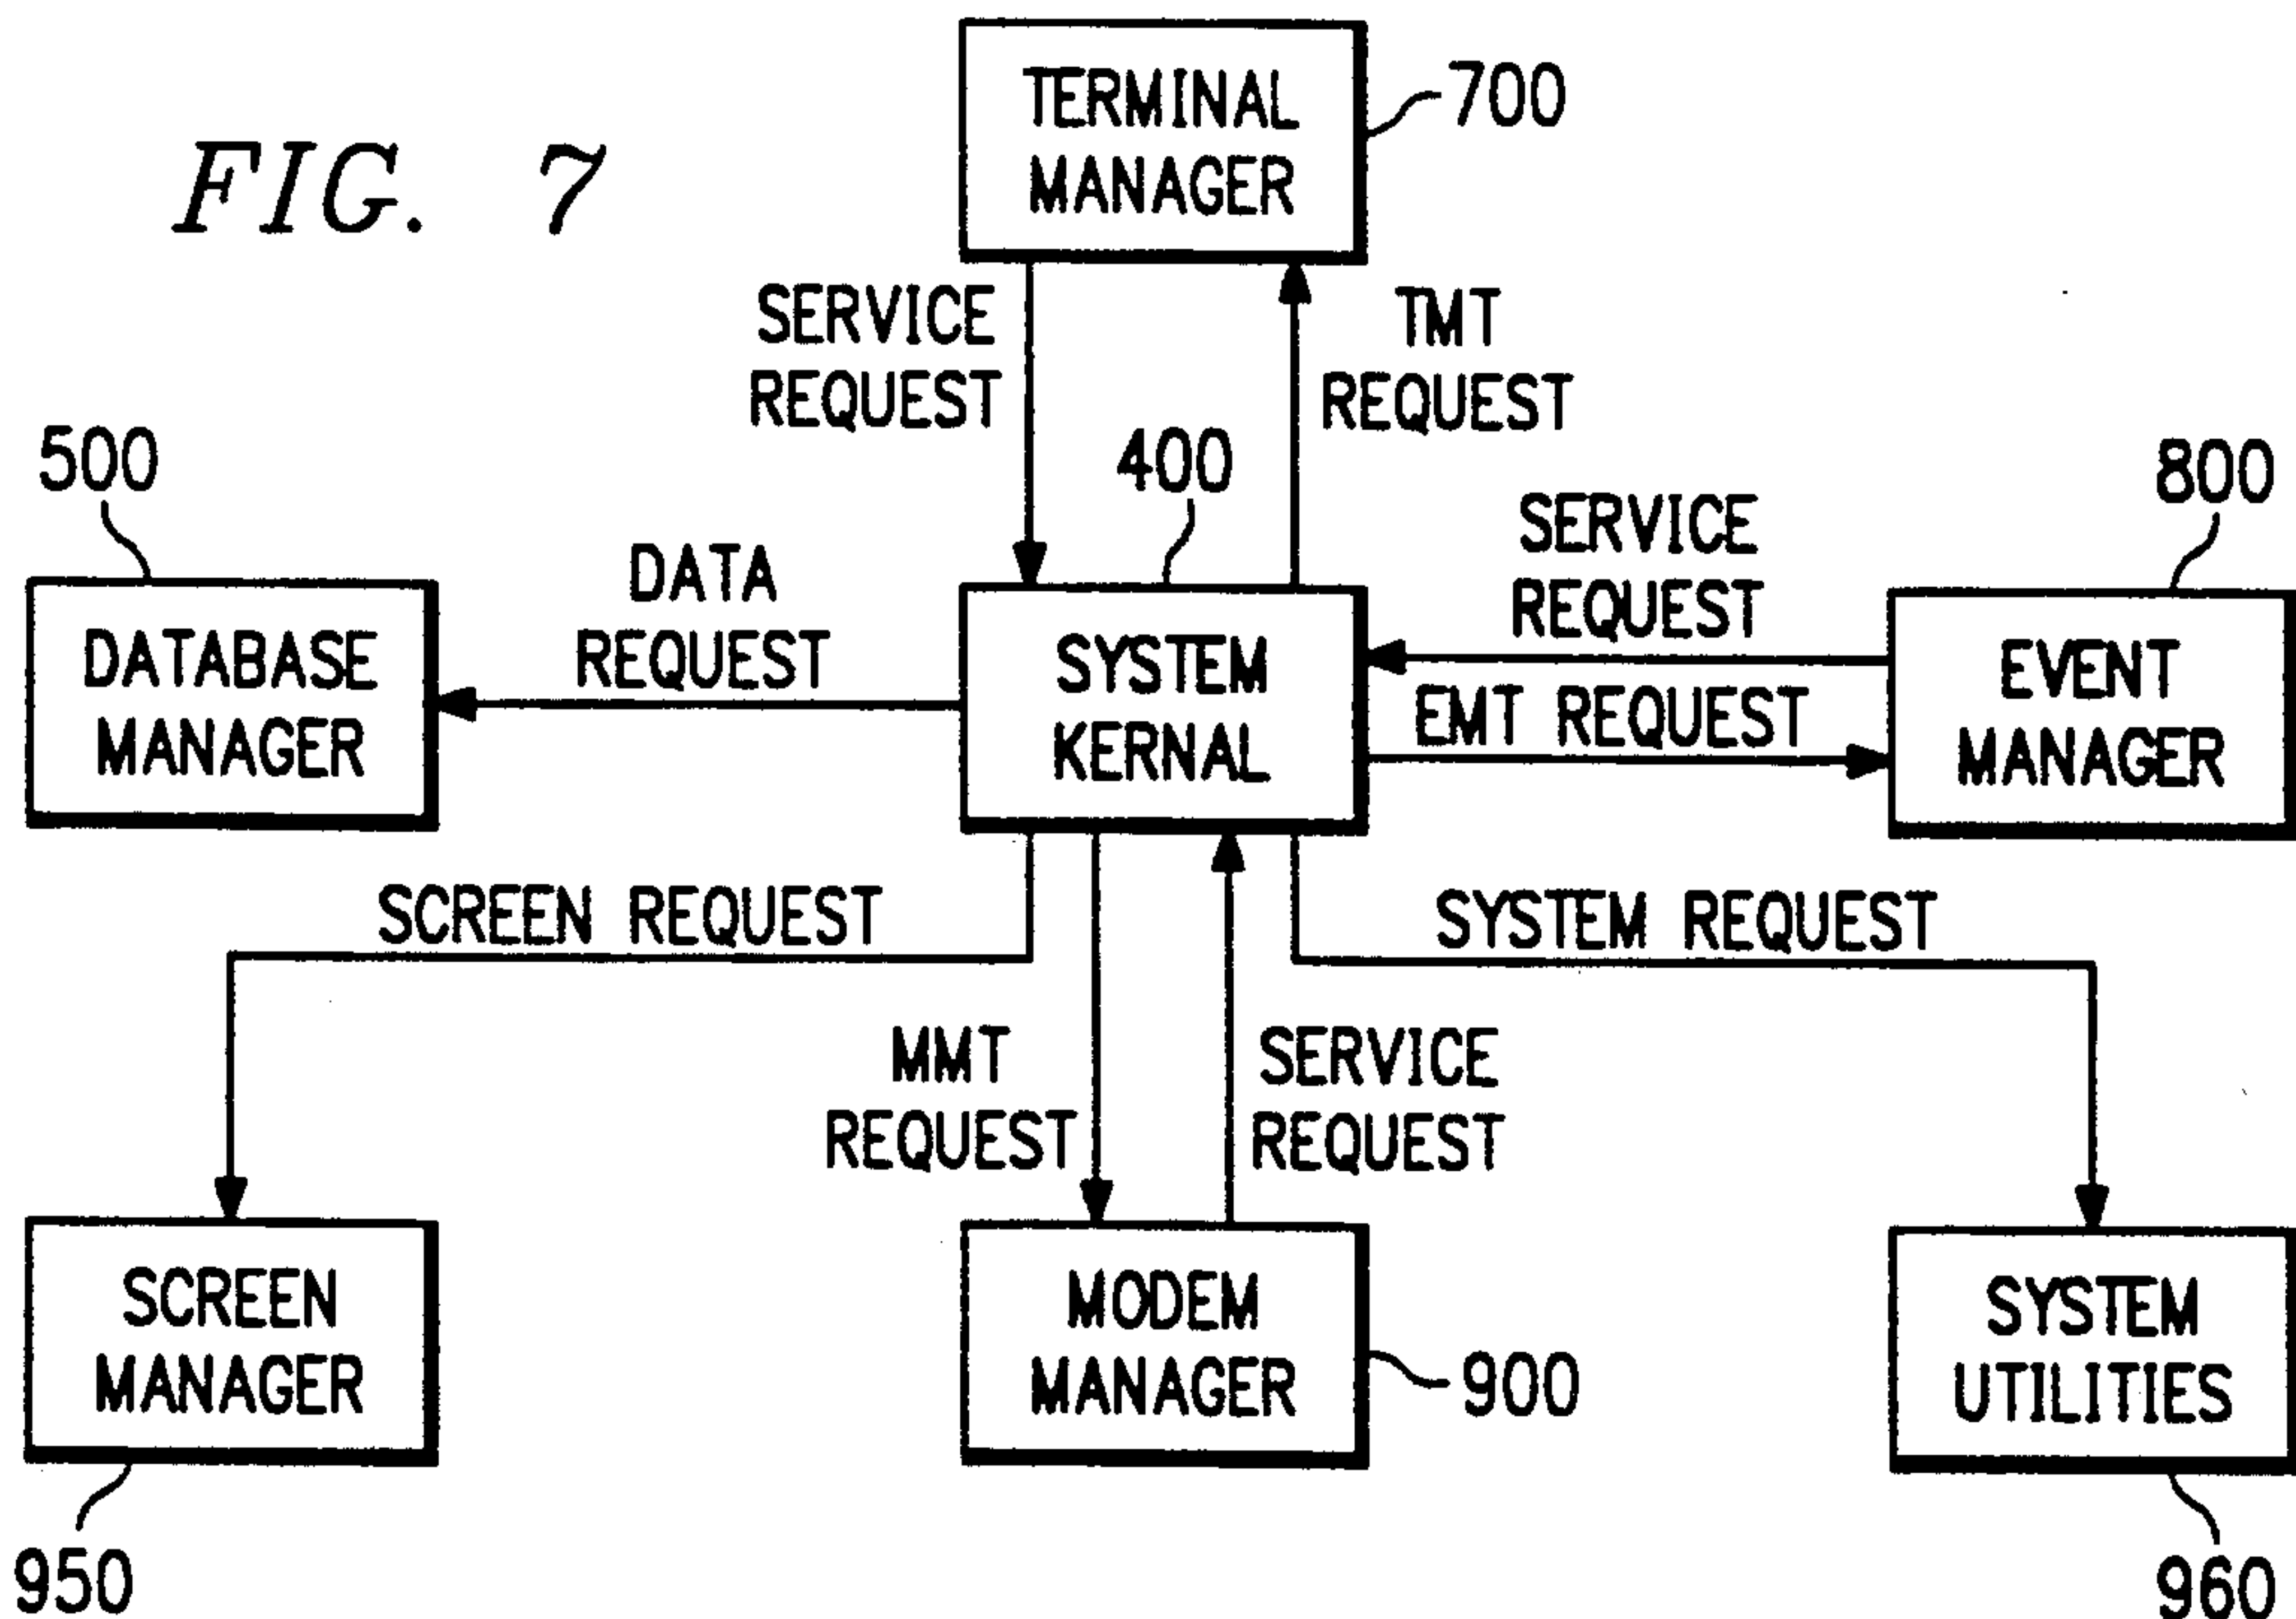 FIG. 7
TERMINAL
MANAGER
700
SERVICE
REQUEST
TMT
REQUEST
500
400
800
DATA
REQUEST
SERVICE
REQUEST
DATABASE
MANAGER
SYSTEM
KERNAL
EMT REQUEST
EVENT
MANAGER
SCREEN REQUEST
SYSTEM REQUEST
MMT
REQUEST
SERVICE
REQUEST
SCREEN
MANAGER
MODEM
MANAGER
900
SYSTEM
UTILITIES
950
960